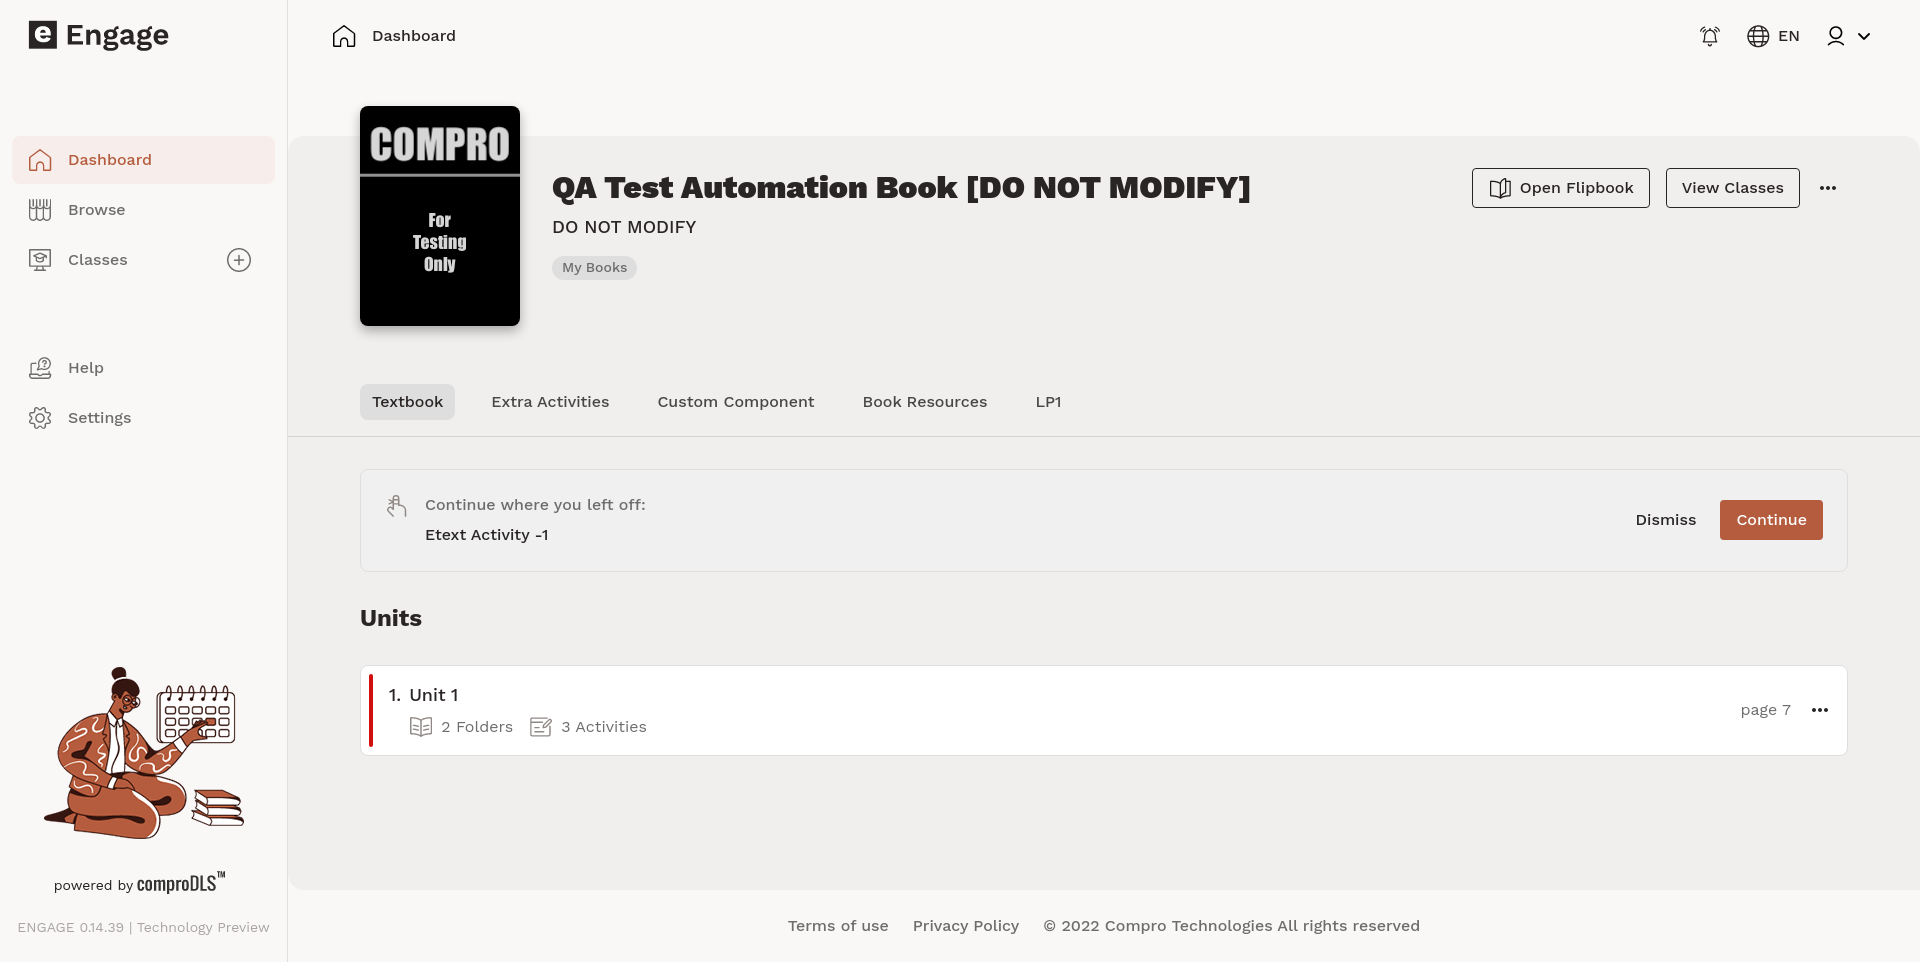 e Engage
Dashboard
EN
Dashboard
Browse
Classes
Help
Settings
COMPRO
For
Testing
Only
QA Test Automation Book [DO NOT MODIFY]
DO NOT MODIFY
My Books
Open Flipbook
View Classes
Textbook
Extra Activities
Custom Component
Book Resources
LP1
Continue where you left off:
Etext Activity -1
Dismiss
Continue
Units
1. Unit 1
2 Folders
3 Activities
page 7
powered by comproDLS™
ENGAGE 0.14.39 | Technology Preview
Terms of use
Privacy Policy
© 2022 Compro Technologies All rights reserved